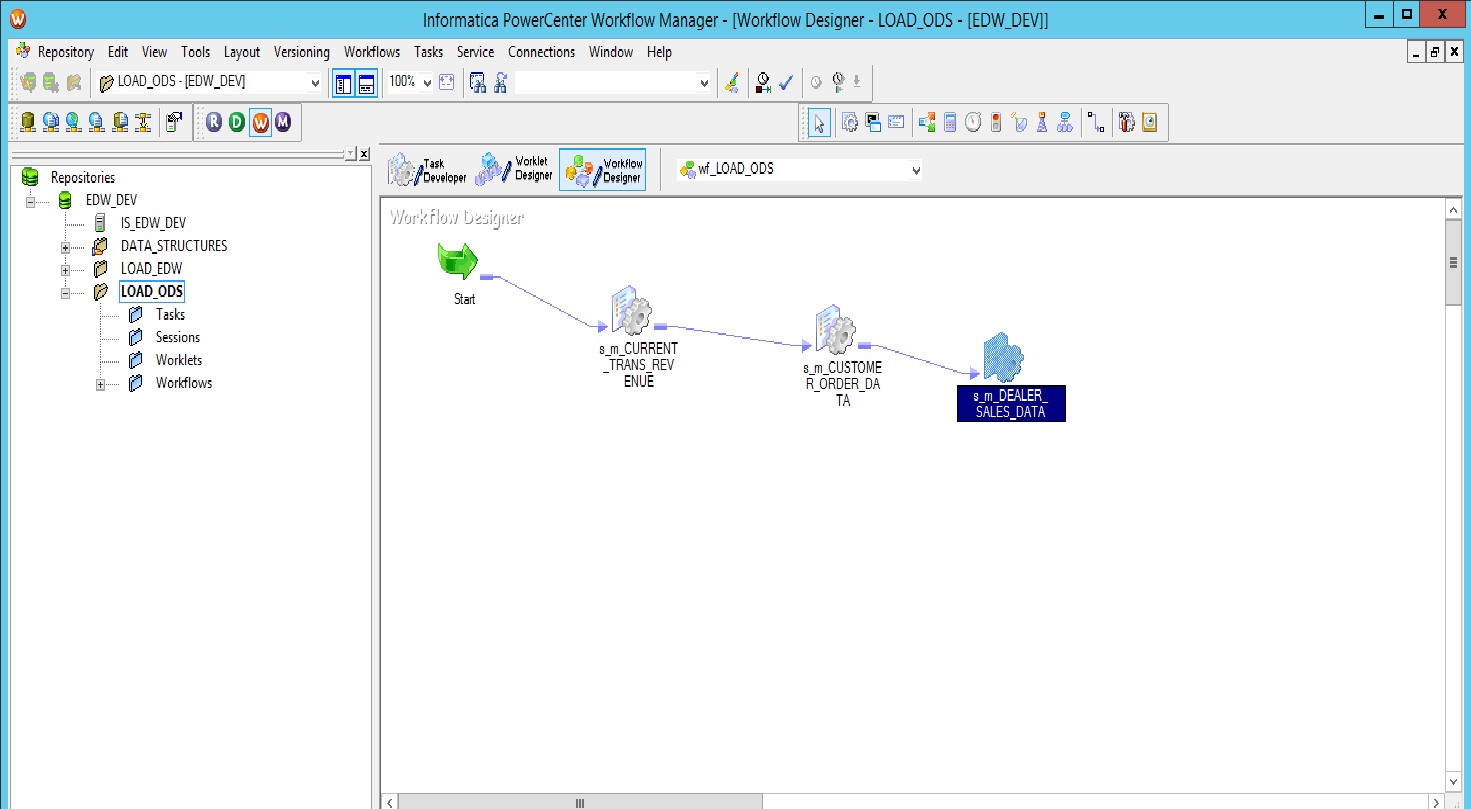 Informatica PowerCenter Workflow Manager - [Workflow Designer - LOAD_ODS - [EDW_DEV]]
Repository Edit View Tools Layout Versioning Workflows Tasks Service Connections Window Help
LOAD_ODS - [EDW_DEV] 100%
R D W M
Task Developer
Worklet Designer
Workflow Designer
wf_LOAD_ODS
Repositories
EDW_DEV
IS_EDW_DEV
DATA_STRUCTURES
LOAD_EDW
LOAD_ODS
Tasks
Sessions
Worklets
Workflows
Workflow Designer
Start
s_m_CURRENT
_TRANS_REV
ENUE
s_m_CUSTOME
R_ORDER_DA
TA
s_m_DEALER_
SALES_DATA